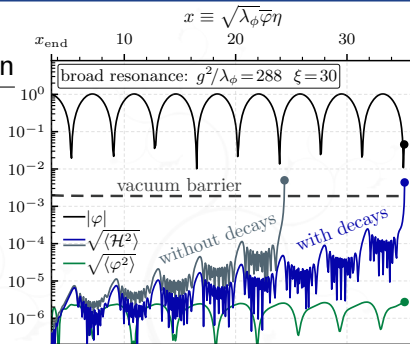 x ≡ √λ_ϕ φ̅ η
x_end 10 20 30
n
broad resonance: g²/λ_ϕ = 288 ξ = 30
10⁰
10⁻¹
10⁻²
vacuum barrier
10⁻³
|φ|
√⟨ℋ²⟩
√⟨φ²⟩
without decays
with decays
10⁻⁴
10⁻⁵
10⁻⁶